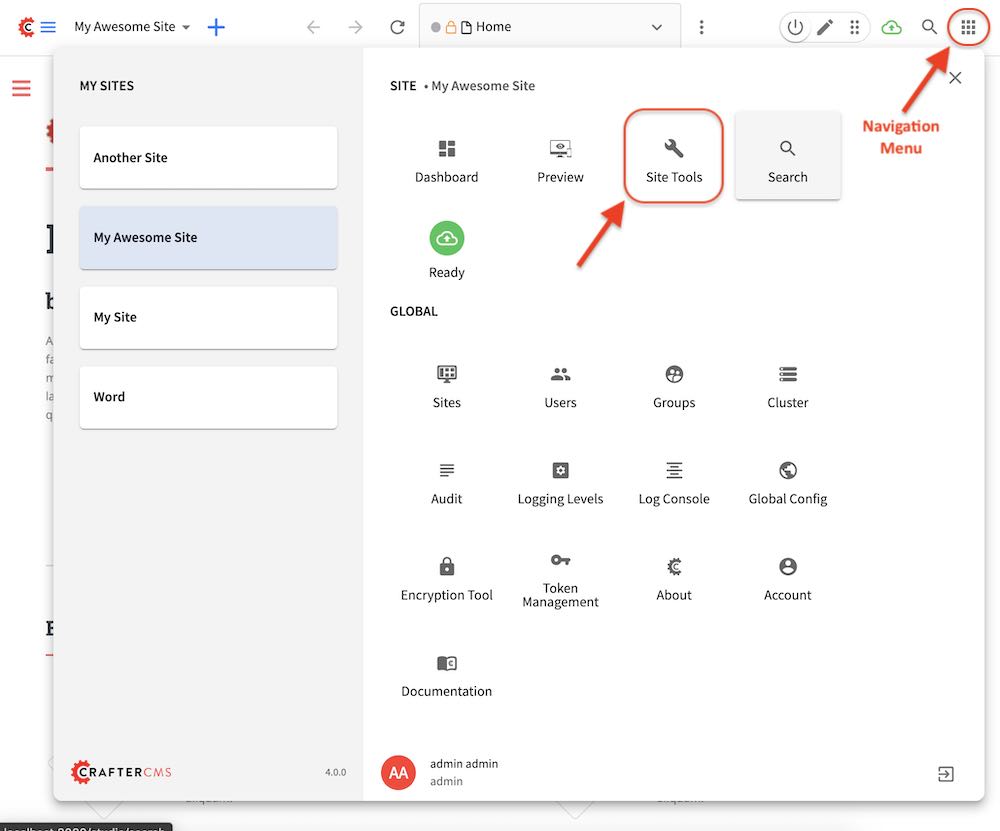 My Awesome Site
Home
Navigation
Menu
MY SITES
Another Site
My Awesome Site
My Site
Word
CRAFTERCMS
4.0.0
SITE • My Awesome Site
Dashboard
Preview
Site Tools
Search
Ready
GLOBAL
Sites
Users
Groups
Cluster
Audit
Logging Levels
Log Console
Global Config
Encryption Tool
Token
Management
About
Account
Documentation
AA
admin admin
admin